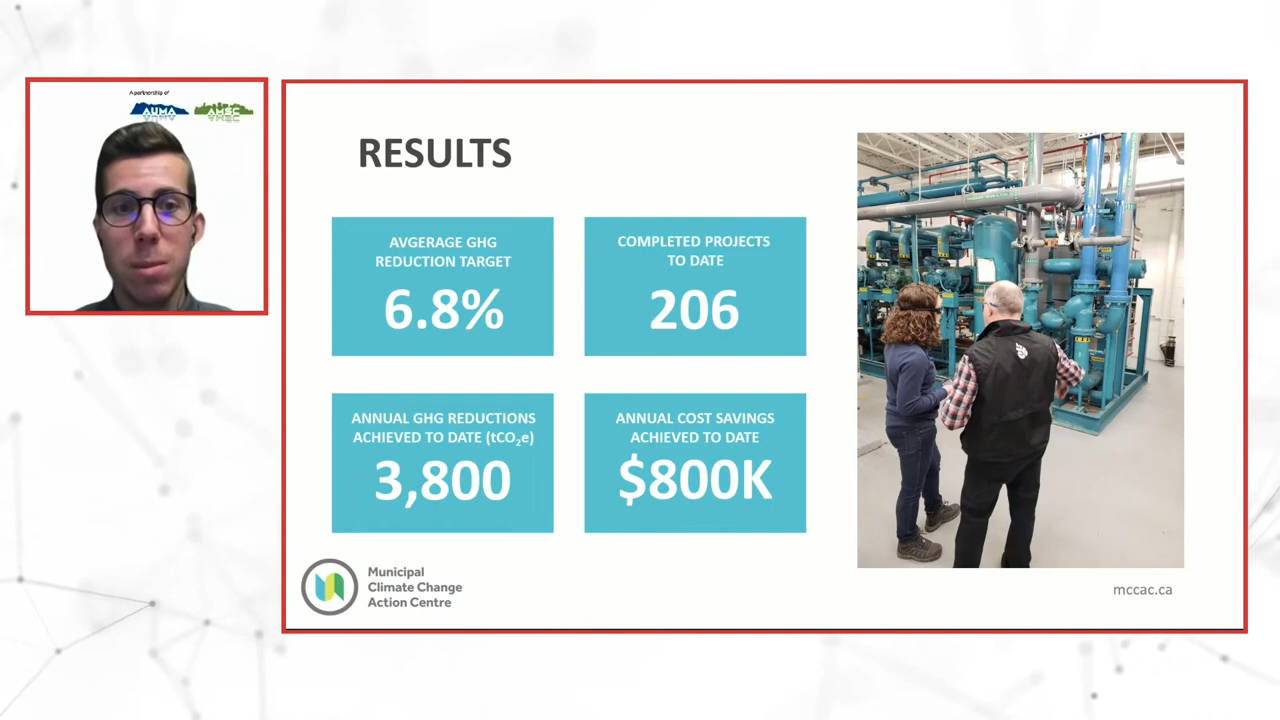 A partnership of
AUMA AMSC
RESULTS
AVGERAGE GHG
REDUCTION TARGET
6.8%
COMPLETED PROJECTS
TO DATE
206
ANNUAL GHG REDUCTIONS
ACHIEVED TO DATE (tCO₂e)
3,800
ANNUAL COST SAVINGS
ACHIEVED TO DATE
$800K
Municipal
Climate Change
Action Centre
mccac.ca